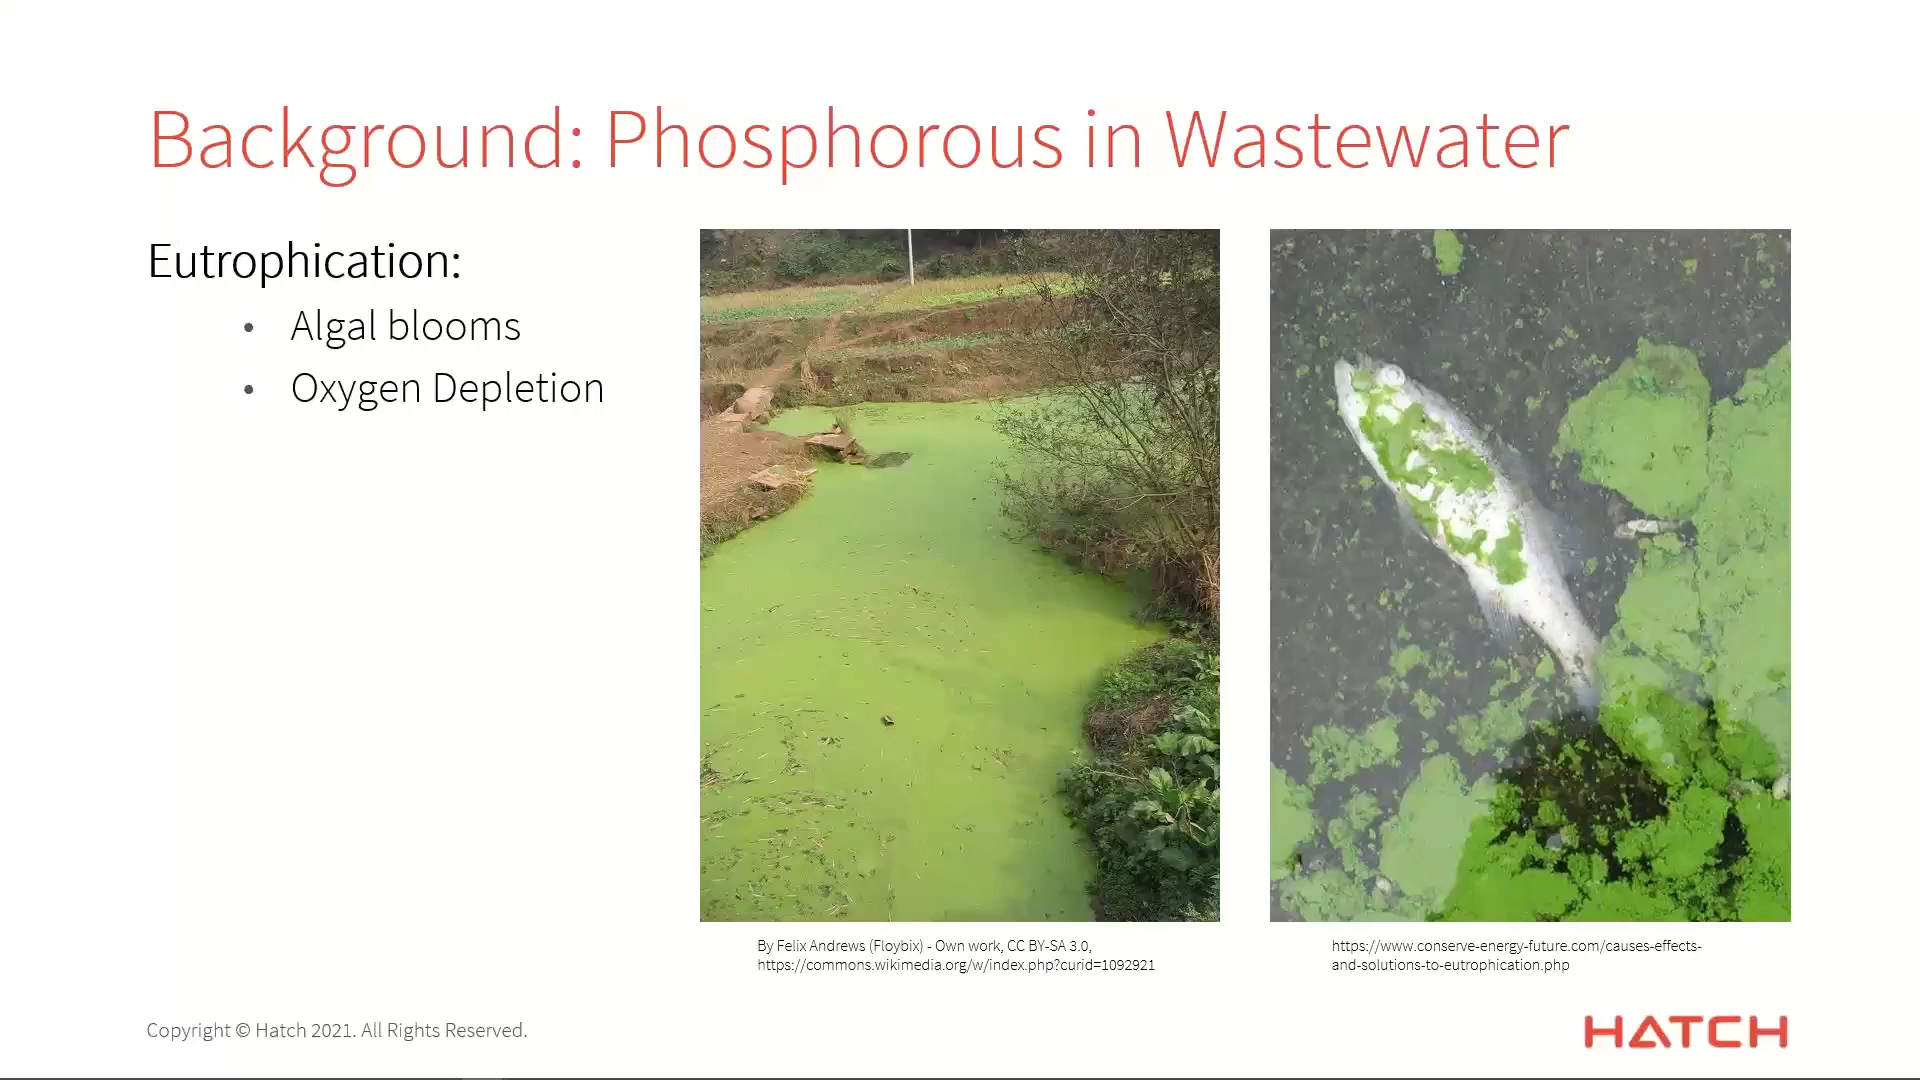 Background: Phosphorous in Wastewater
Eutrophication:
• Algal blooms
• Oxygen Depletion
By Felix Andrews (Floybix) - Own work, CC BY-SA 3.0,
https://commons.wikimedia.org/w/index.php?curid=1092921
https://www.conserve-energy-future.com/causes-effects-
and-solutions-to-eutrophication.php
Copyright © Hatch 2021. All Rights Reserved.
HATCH